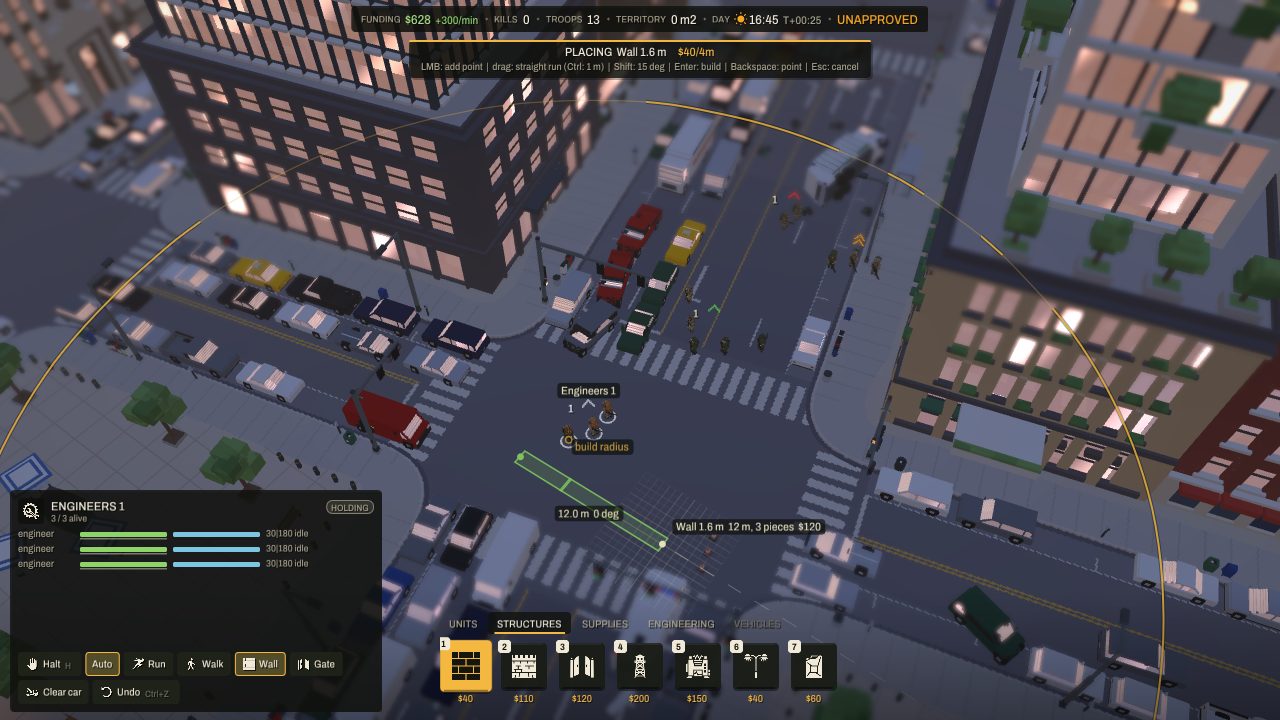 FUNDING $628 +300/min • KILLS 0 • TROOPS 13 • TERRITORY 0 m2 • DAY 16:45 T+00:25 • UNAPPROVED
PLACING Wall 1.6 m $40/4m
LMB: add point | drag: straight run (Ctrl: 1 m) | Shift: 15 deg | Enter: build | Backspace: point | Esc: cancel
1
1
Engineers 1
1
build radius
12.0 m 0 deg
Wall 1.6 m 12 m, 3 pieces $120
ENGINEERS 1
HOLDING
3 / 3 alive
engineer 30|180 idle
engineer 30|180 idle
engineer 30|180 idle
Halt H Auto Run Walk Wall Gate
Clear car Undo Ctrl+Z
UNITS STRUCTURES SUPPLIES ENGINEERING VEHICLES
1 2 3 4 5 6 7
$40 $110 $120 $200 $150 $40 $60